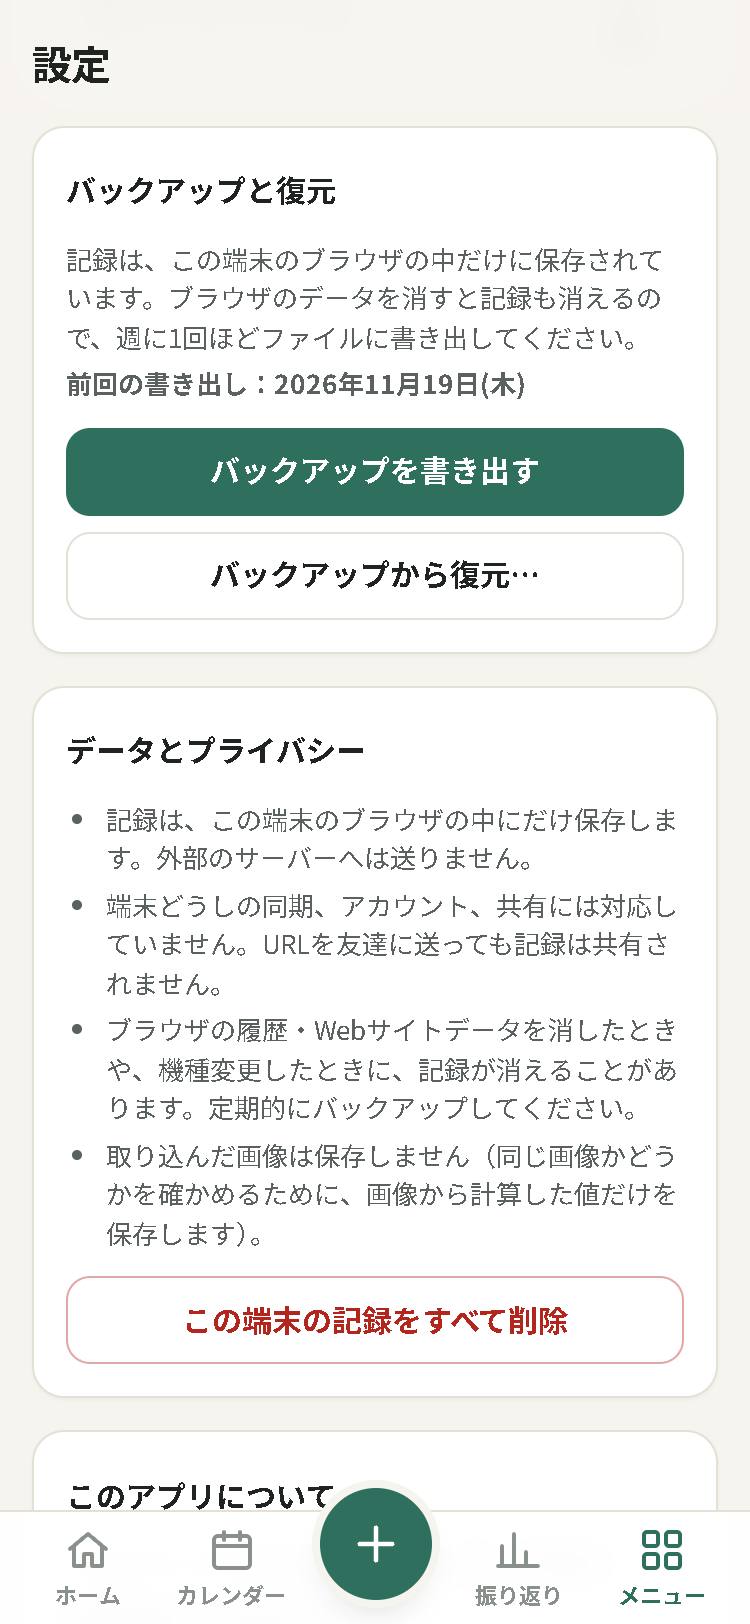 設定
バックアップと復元
記録は、この端末のブラウザの中だけに保存されて
います。ブラウザのデータを消すと記録も消えるの
で、週に1回ほどファイルに書き出してください。
前回の書き出し：2026年11月19日(木)
バックアップを書き出す
バックアップから復元…
データとプライバシー
• 記録は、この端末のブラウザの中にだけ保存しま
す。外部のサーバーへは送りません。
• 端末どうしの同期、アカウント、共有には対応し
ていません。URLを友達に送っても記録は共有さ
れません。
• ブラウザの履歴・Webサイトデータを消したとき
や、機種変更したときに、記録が消えることがあ
ります。定期的にバックアップしてください。
• 取り込んだ画像は保存しません（同じ画像かどう
かを確かめるために、画像から計算した値だけを
保存します）。
この端末の記録をすべて削除
このアプリについて
ホーム
カレンダー
振り返り
メニュー